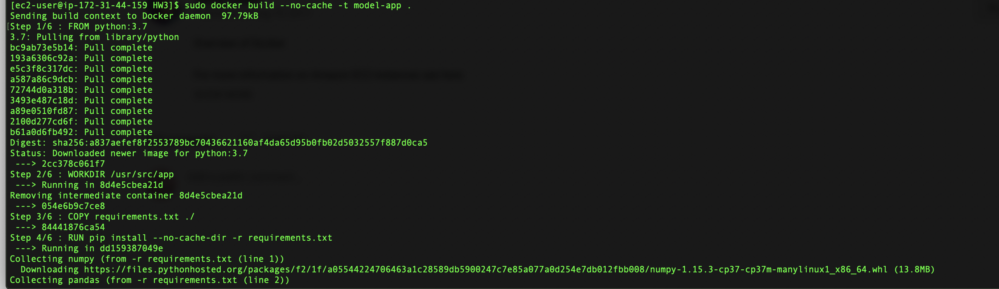 [ec2-user@ip-172-31-44-159 HW3]$ sudo docker build --no-cache -t model-app .
Sending build context to Docker daemon  97.79kB
[Step 1/6 : FROM python:3.7
3.7: Pulling from library/python
bc9ab73e5b14: Pull complete
193a6306c92a: Pull complete
e5c3f8c317dc: Pull complete
a587a86c9dcb: Pull complete
72744d0a318b: Pull complete
3493e487c18d: Pull complete
a89e0510fd87: Pull complete
2100d277cd6f: Pull complete
b61a0d6fb492: Pull complete
Digest: sha256:a837aefef8f2553789bc70436621160af4da65d95b0fb02d5032557f887d0ca5
Status: Downloaded newer image for python:3.7
 ---> 2cc378c061f7
Step 2/6 : WORKDIR /usr/src/app
 ---> Running in 8d4e5cbea21d
Removing intermediate container 8d4e5cbea21d
 ---> 054e6b9c7ce8
Step 3/6 : COPY requirements.txt ./
 ---> 84441876ca54
Step 4/6 : RUN pip install --no-cache-dir -r requirements.txt
 ---> Running in dd159387049e
Collecting numpy (from -r requirements.txt (line 1))
  Downloading https://files.pythonhosted.org/packages/f2/1f/a05544224706463a1c28589db5900247c7e85a077a0d254e7db012fbb008/numpy-1.15.3-cp37-cp37m-manylinux1_x86_64.whl (13.8MB)
Collecting pandas (from -r requirements.txt (line 2))